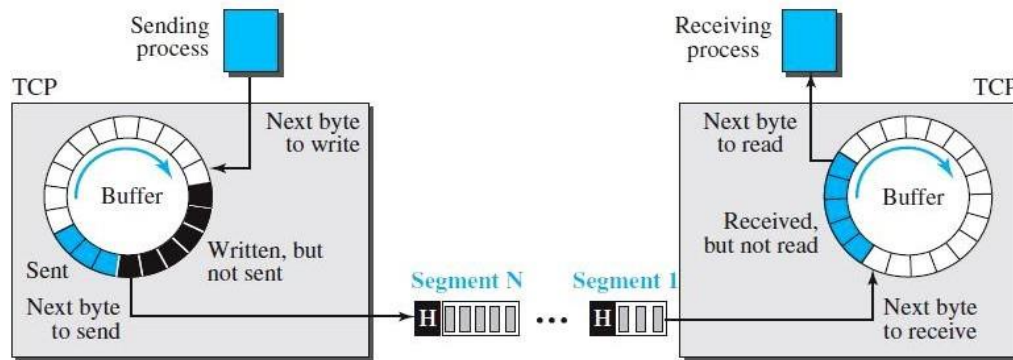 Sending
process
TCP
Next byte
to write
Buffer
Written, but
not sent
Sent
Next byte
to send
Segment N
H
...
Segment 1
H
Receiving
process
TCP
Next byte
to read
Buffer
Received,
but not read
Next byte
to receive